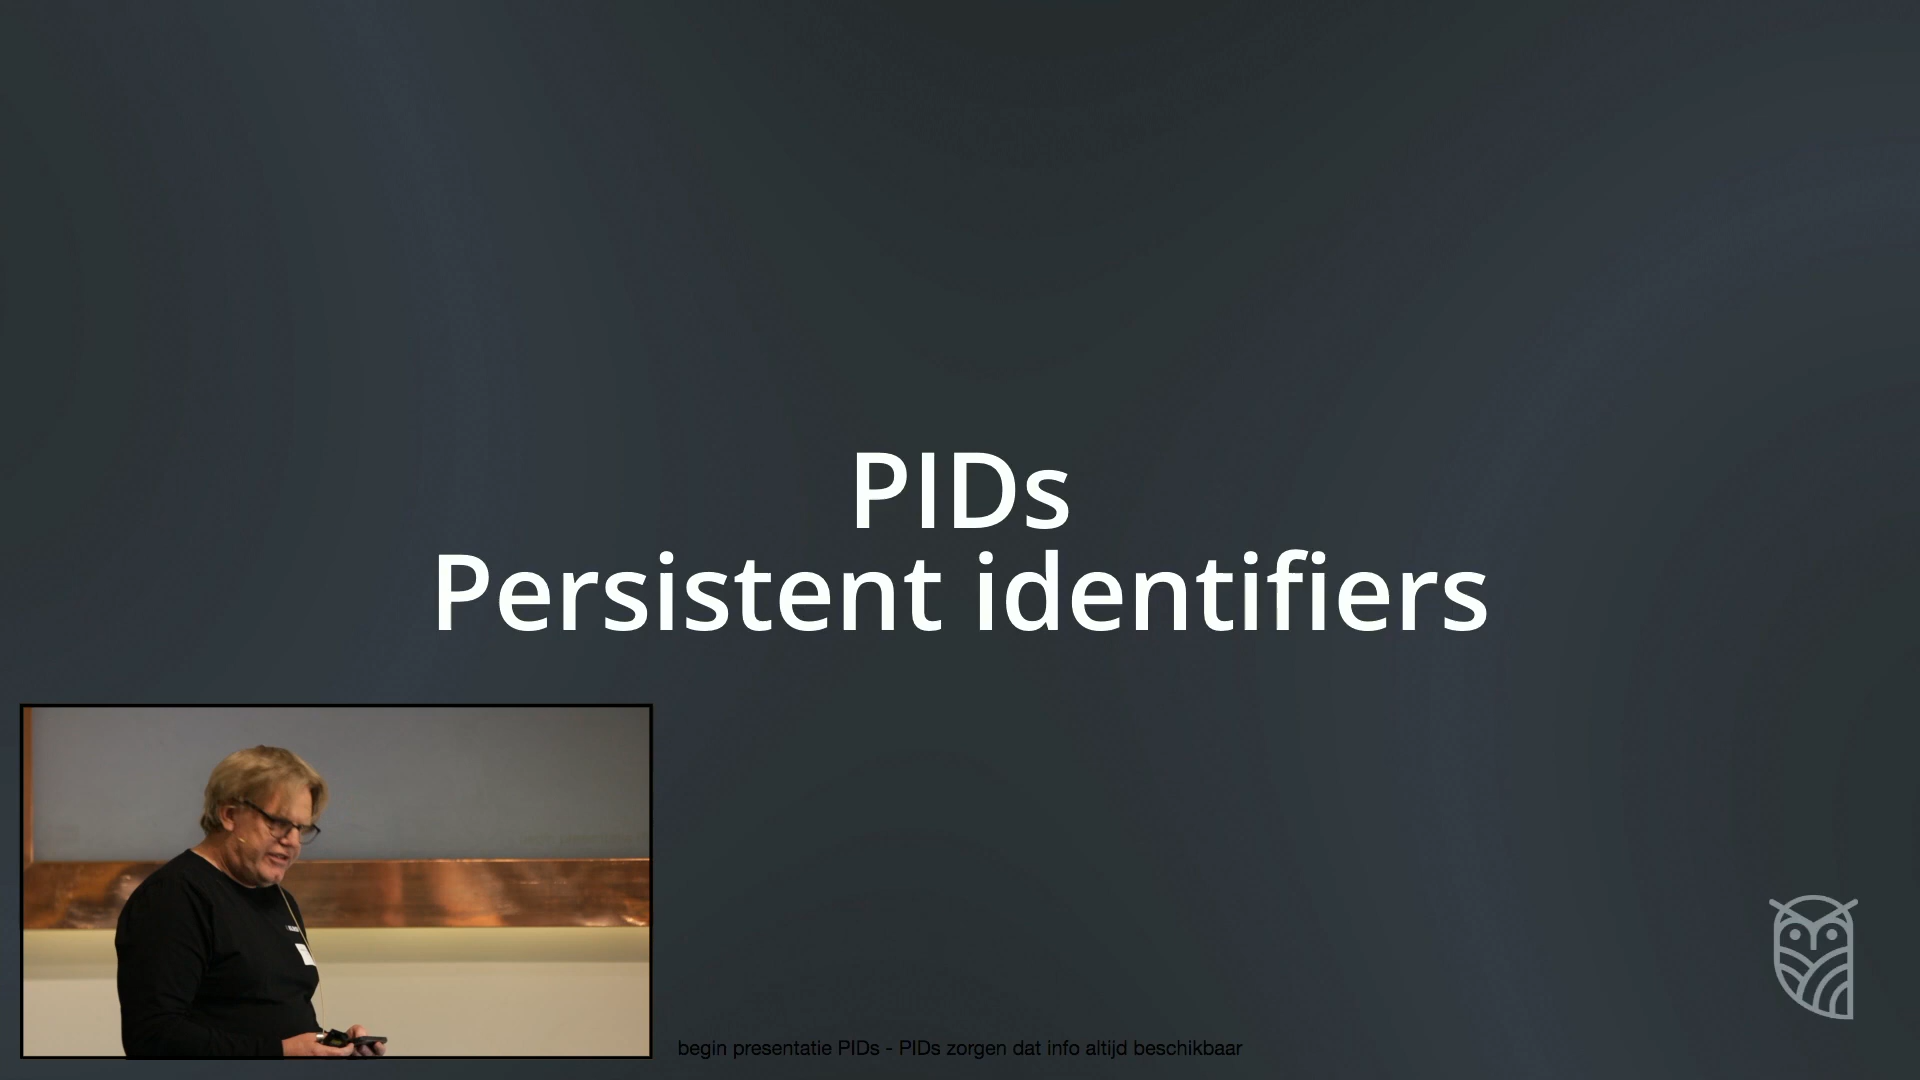 PIDs
Persistent identifiers
begin presentatie PIDs - PIDs zorgen dat info altijd beschikbaar